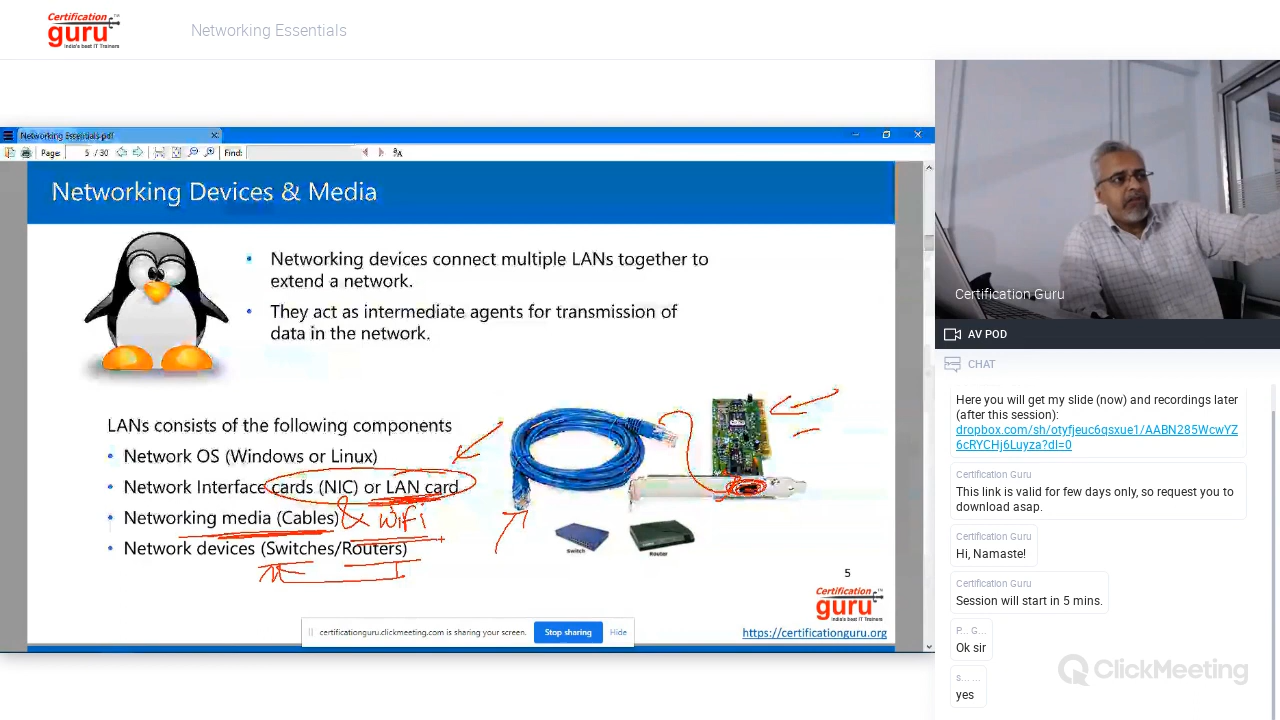 Certification
guru
India's best IT Trainers
Networking Essentials
Networking Essentials.pdf
Page: 5 / 30 Find:
Networking Devices & Media
• Networking devices connect multiple LANs together to
extend a network.
• They act as intermediate agents for transmission of
data in the network.
LANs consists of the following components
• Network OS (Windows or Linux)
• Network Interface cards (NIC) or LAN card
• Networking media (Cables) & WiFi
• Network devices (Switches/Routers)
Switch
Router
5
Certification
guru
India's best IT Trainers
https://certificationguru.org
certificationguru.clickmeeting.com is sharing your screen. Stop sharing Hide
Certification Guru
AV POD
CHAT
Here you will get my slide (now) and recordings later
(after this session):
dropbox.com/sh/otyfjeuc6qsxue1/AABN285WcwYZ
6cRYCHj6Luyza?dl=0
Certification Guru
This link is valid for few days only, so request you to
download asap.
Certification Guru
Hi, Namaste!
Certification Guru
Session will start in 5 mins.
P... G...
Ok sir
s... ...
yes
ClickMeeting